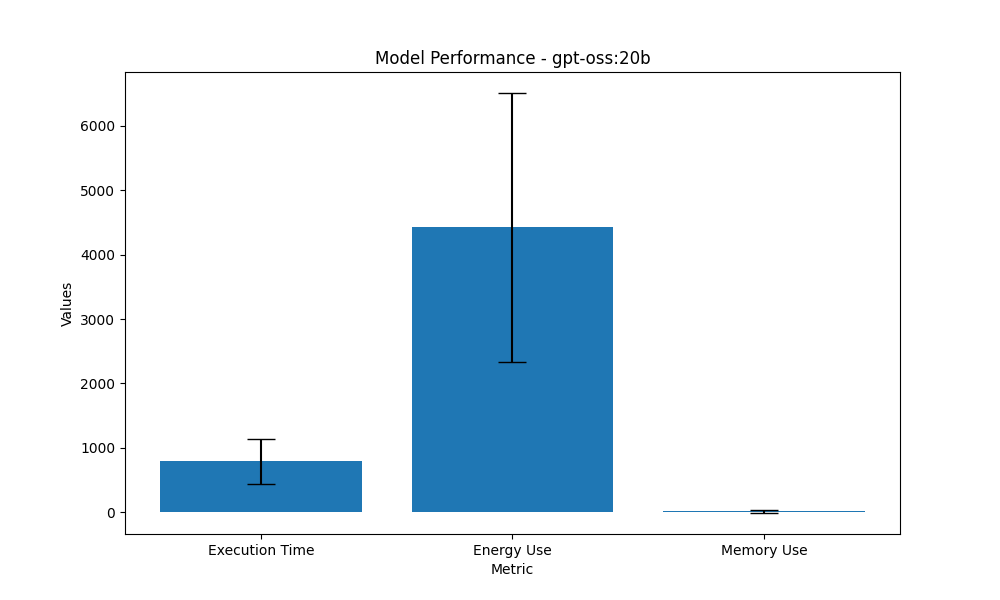 Model Performance - gpt-oss:20b
Values
6000
5000
4000
3000
2000
1000
0
Execution Time
Energy Use
Memory Use
Metric